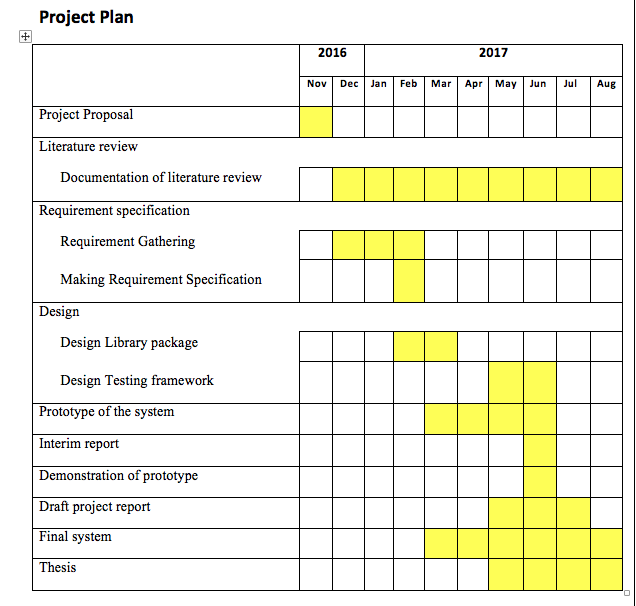 Project Plan
2016 2017
Nov Dec Jan Feb Mar Apr May Jun Jul Aug
Project Proposal
Literature review
Documentation of literature review
Requirement specification
Requirement Gathering
Making Requirement Specification
Design
Design Library package
Design Testing framework
Prototype of the system
Interim report
Demonstration of prototype
Draft project report
Final system
Thesis